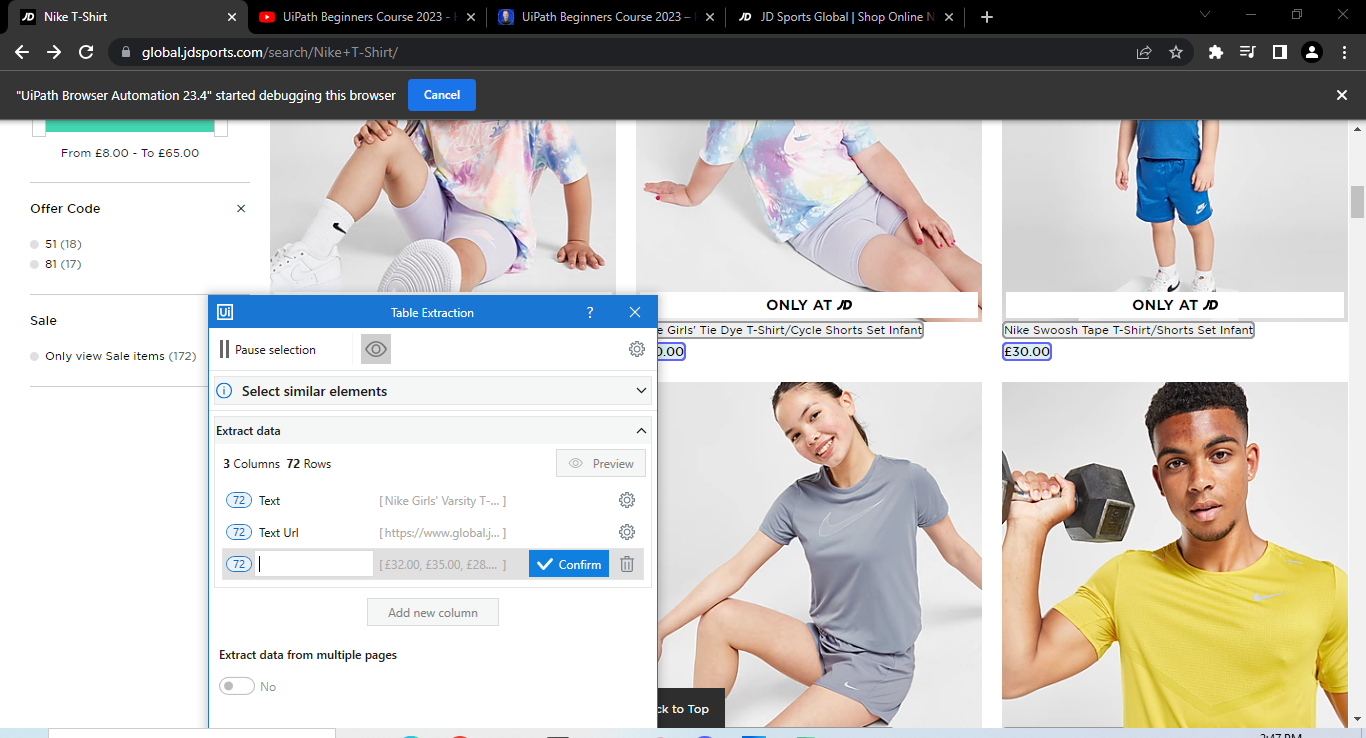 Nike T-Shirt
UiPath Beginners Course 2023 -
UiPath Beginners Course 2023 –
JD Sports Global | Shop Online N
global.jdsports.com/search/Nike+T-Shirt/
"UiPath Browser Automation 23.4" started debugging this browser
Cancel
From £8.00 - To £65.00
Offer Code
51 (18)
81 (17)
Sale
Only view Sale items (172)
ONLY AT JD
ONLY AT JD
e Girls' Tie Dye T-Shirt/Cycle Shorts Set Infant
Nike Swoosh Tape T-Shirt/Shorts Set Infant
0.00
£30.00
Ui
Table Extraction
?
Pause selection
Select similar elements
Extract data
3 Columns 72 Rows
Preview
72 Text [ Nike Girls' Varsity T-... ]
72 Text Url [ https://www.global.j... ]
72 [ £32.00, £35.00, £28.... ]
Confirm
Add new column
Extract data from multiple pages
No
ck to Top